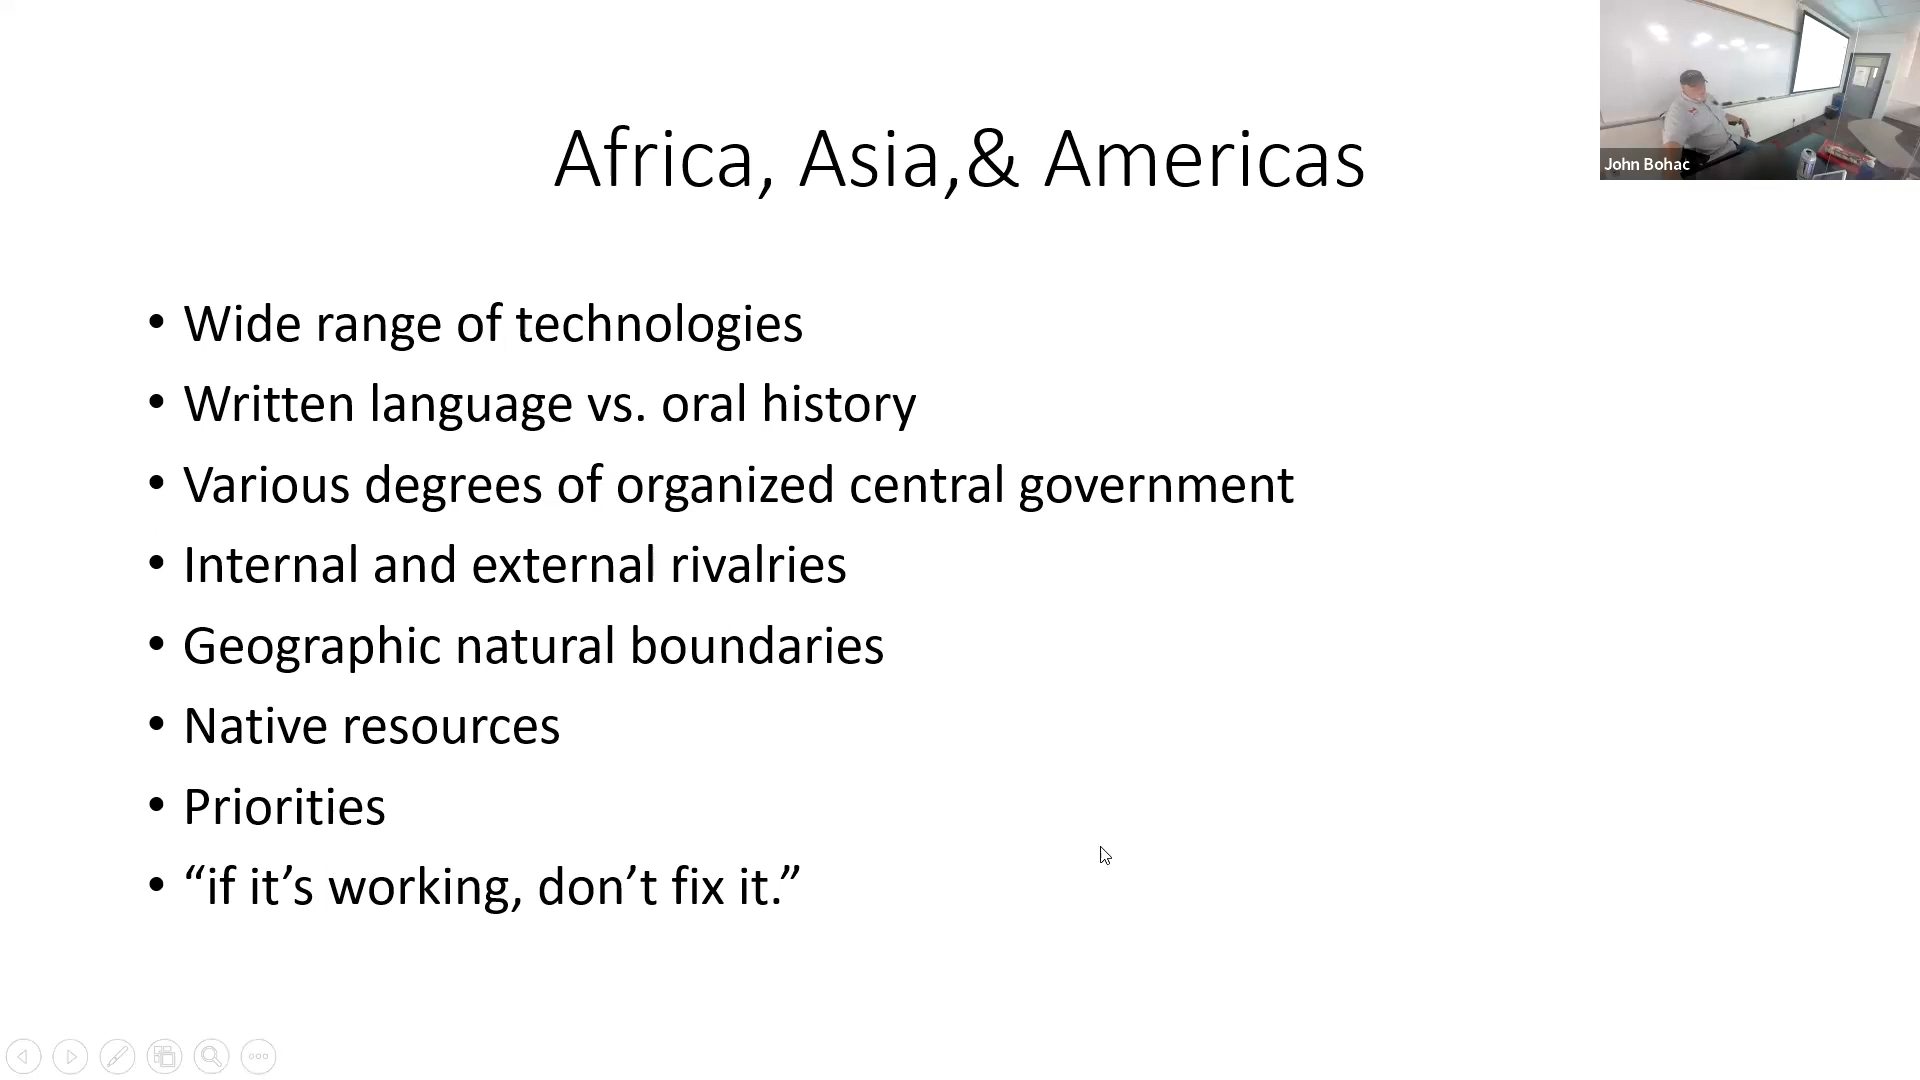 Africa, Asia,& Americas
• Wide range of technologies
• Written language vs. oral history
• Various degrees of organized central government
• Internal and external rivalries
• Geographic natural boundaries
• Native resources
• Priorities
• “if it’s working, don’t fix it.”
John Bohac